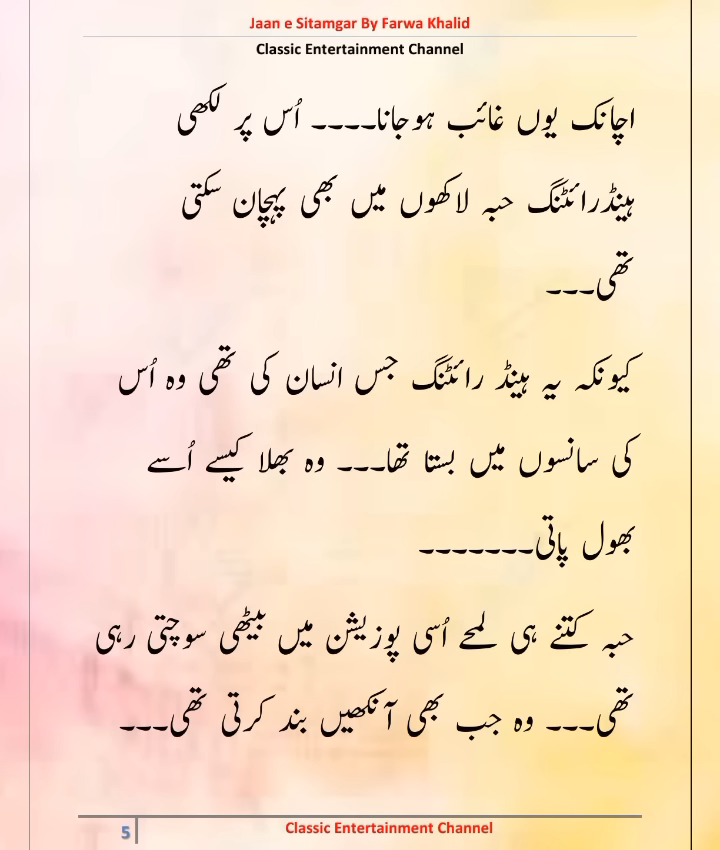 Jaan e Sitamgar By Farwa Khalid
Classic Entertainment Channel
اچانک یوں غائب ہوجانا۔۔۔۔ اُس پر لکھی
ہینڈرائٹنگ حبہ لاکھوں میں بھی پہچان سکتی
تھی۔۔۔
کیونکہ یہ ہینڈ رائٹنگ جس انسان کی تھی وہ اُس
کی سانسوں میں بستا تھا۔۔۔ وہ بھلا کیسے اُسے
بھول پاتی۔۔۔۔۔۔۔
حبہ کتنے ہی لمحے اُسی پوزیشن میں بیٹھی سوچتی رہی
تھی۔۔۔ وہ جب بھی آنکھیں بند کرتی تھی۔۔۔
5
Classic Entertainment Channel